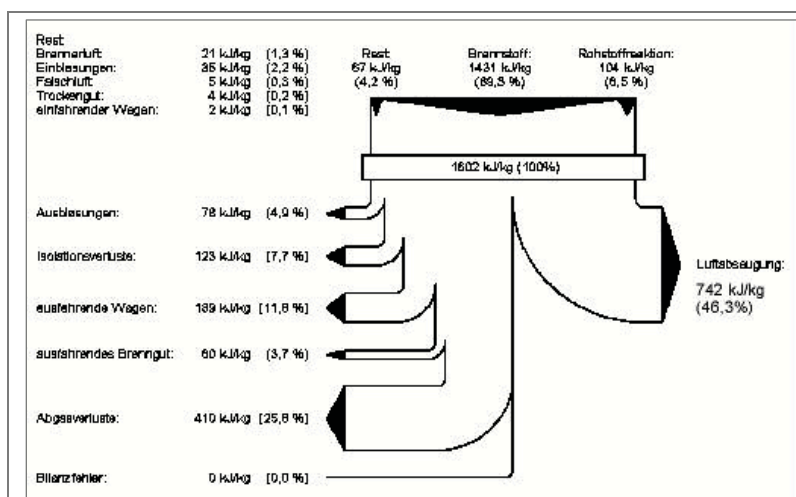 Rest
Brennerluft: 21 kJ/kg (1,3 %)
Einblasungen: 35 kJ/kg (2,2 %)
Falschluft: 5 kJ/kg (0,3 %)
Trockengut: 4 kJ/kg (0,2 %)
einfahrender Wagen: 2 kJ/kg (0,1 %)
Rest:
67 kJ/kg
(4,2 %)
Brennstoff:
1431 kJ/kg
(89,3 %)
Rohstoffreaktion:
104 kJ/kg
(6,5 %)
1602 kJ/kg (100%)
Ausblasungen: 78 kJ/kg (4,9 %)
Isolationsverluste: 123 kJ/kg (7,7 %)
ausfahrende Wagen: 189 kJ/kg (11,8 %)
ausfahrendes Brenngut: 60 kJ/kg (3,7 %)
Abgasverluste: 410 kJ/kg (25,6 %)
Bilanzfehler: 0 kJ/kg (0,0 %)
Luftabsaugung:
742 kJ/kg
(46,3%)